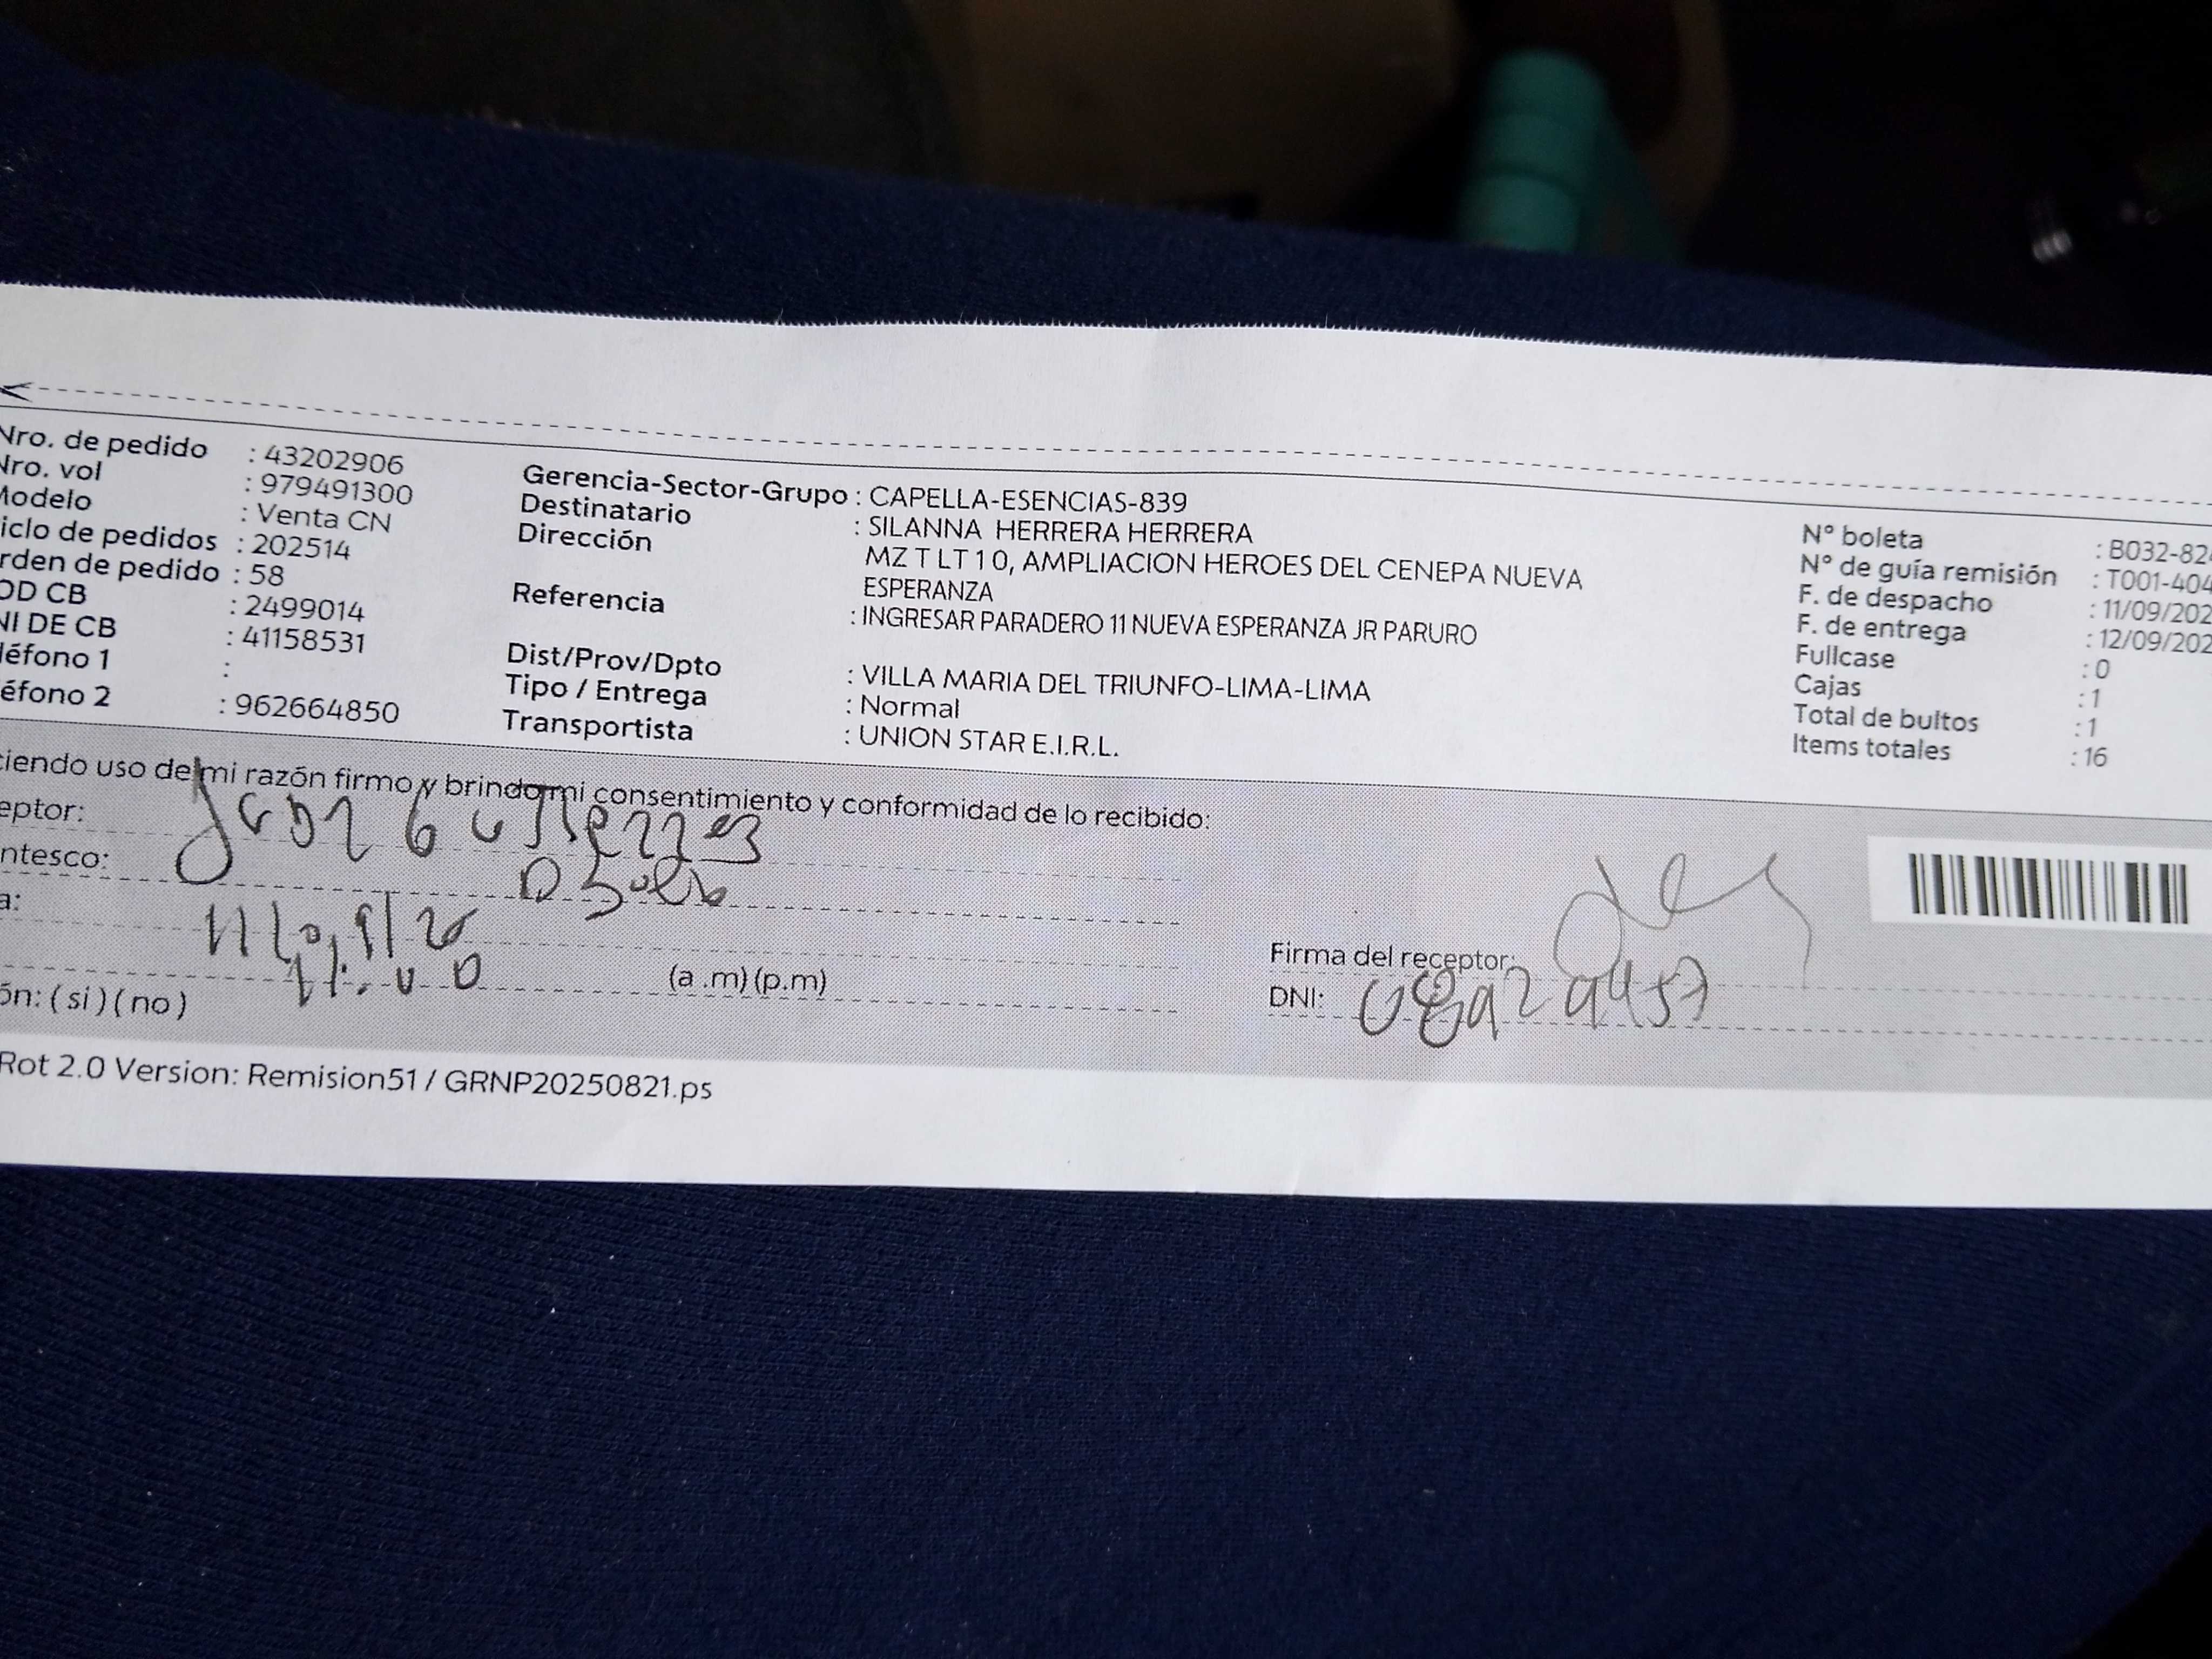 Nro. de pedido : 43202906
Nro. vol : 979491300
Modelo : Venta CN
iclo de pedidos : 202514
rden de pedido : 58
OD CB : 2499014
NI DE CB : 41158531
léfono 1 :
éfono 2 : 962664850
Gerencia-Sector-Grupo : CAPELLA-ESENCIAS-839
Destinatario : SILANNA HERRERA HERRERA
Dirección MZ T LT 1 0, AMPLIACION HEROES DEL CENEPA NUEVA
ESPERANZA
Referencia : INGRESAR PARADERO 11 NUEVA ESPERANZA JR PARURO
Dist/Prov/Dpto : VILLA MARIA DEL TRIUNFO-LIMA-LIMA
Tipo / Entrega : Normal
Transportista : UNION STAR E.I.R.L.
N° boleta : B032-82
N° de guía remisión : T001-404
F. de despacho : 11/09/202
F. de entrega : 12/09/202
Fullcase : 0
Cajas : 1
Total de bultos : 1
Items totales : 16
ciendo uso de mi razón firmo y brindo mi consentimiento y conformidad de lo recibido:
eptor:
ntesco:
a:
(a .m) (p.m)
ón: ( si ) ( no )
Firma del receptor:
DNI:
Rot 2.0 Version: Remision51 / GRNP20250821.ps